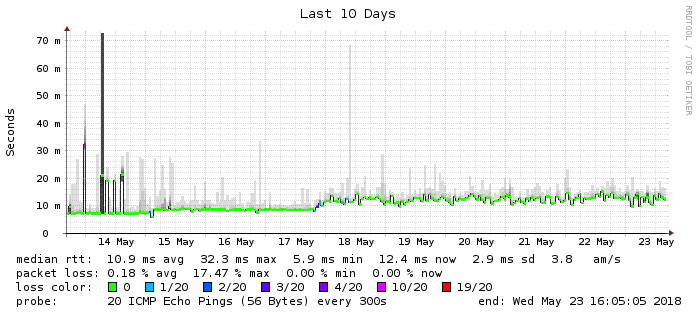 Last 10 Days
RRDTOOL / TOBI OETIKER
Seconds
70 m
60 m
50 m
40 m
30 m
20 m
10 m
0
14 May 15 May 16 May 17 May 18 May 19 May 20 May 21 May 22 May 23 May
median rtt: 10.9 ms avg 32.3 ms max 5.9 ms min 12.4 ms now 2.9 ms sd 3.8 am/s
packet loss: 0.18 % avg 17.47 % max 0.00 % min 0.00 % now
loss color: 0 1/20 2/20 3/20 4/20 10/20 19/20
probe: 20 ICMP Echo Pings (56 Bytes) every 300s end: Wed May 23 16:05:05 2018